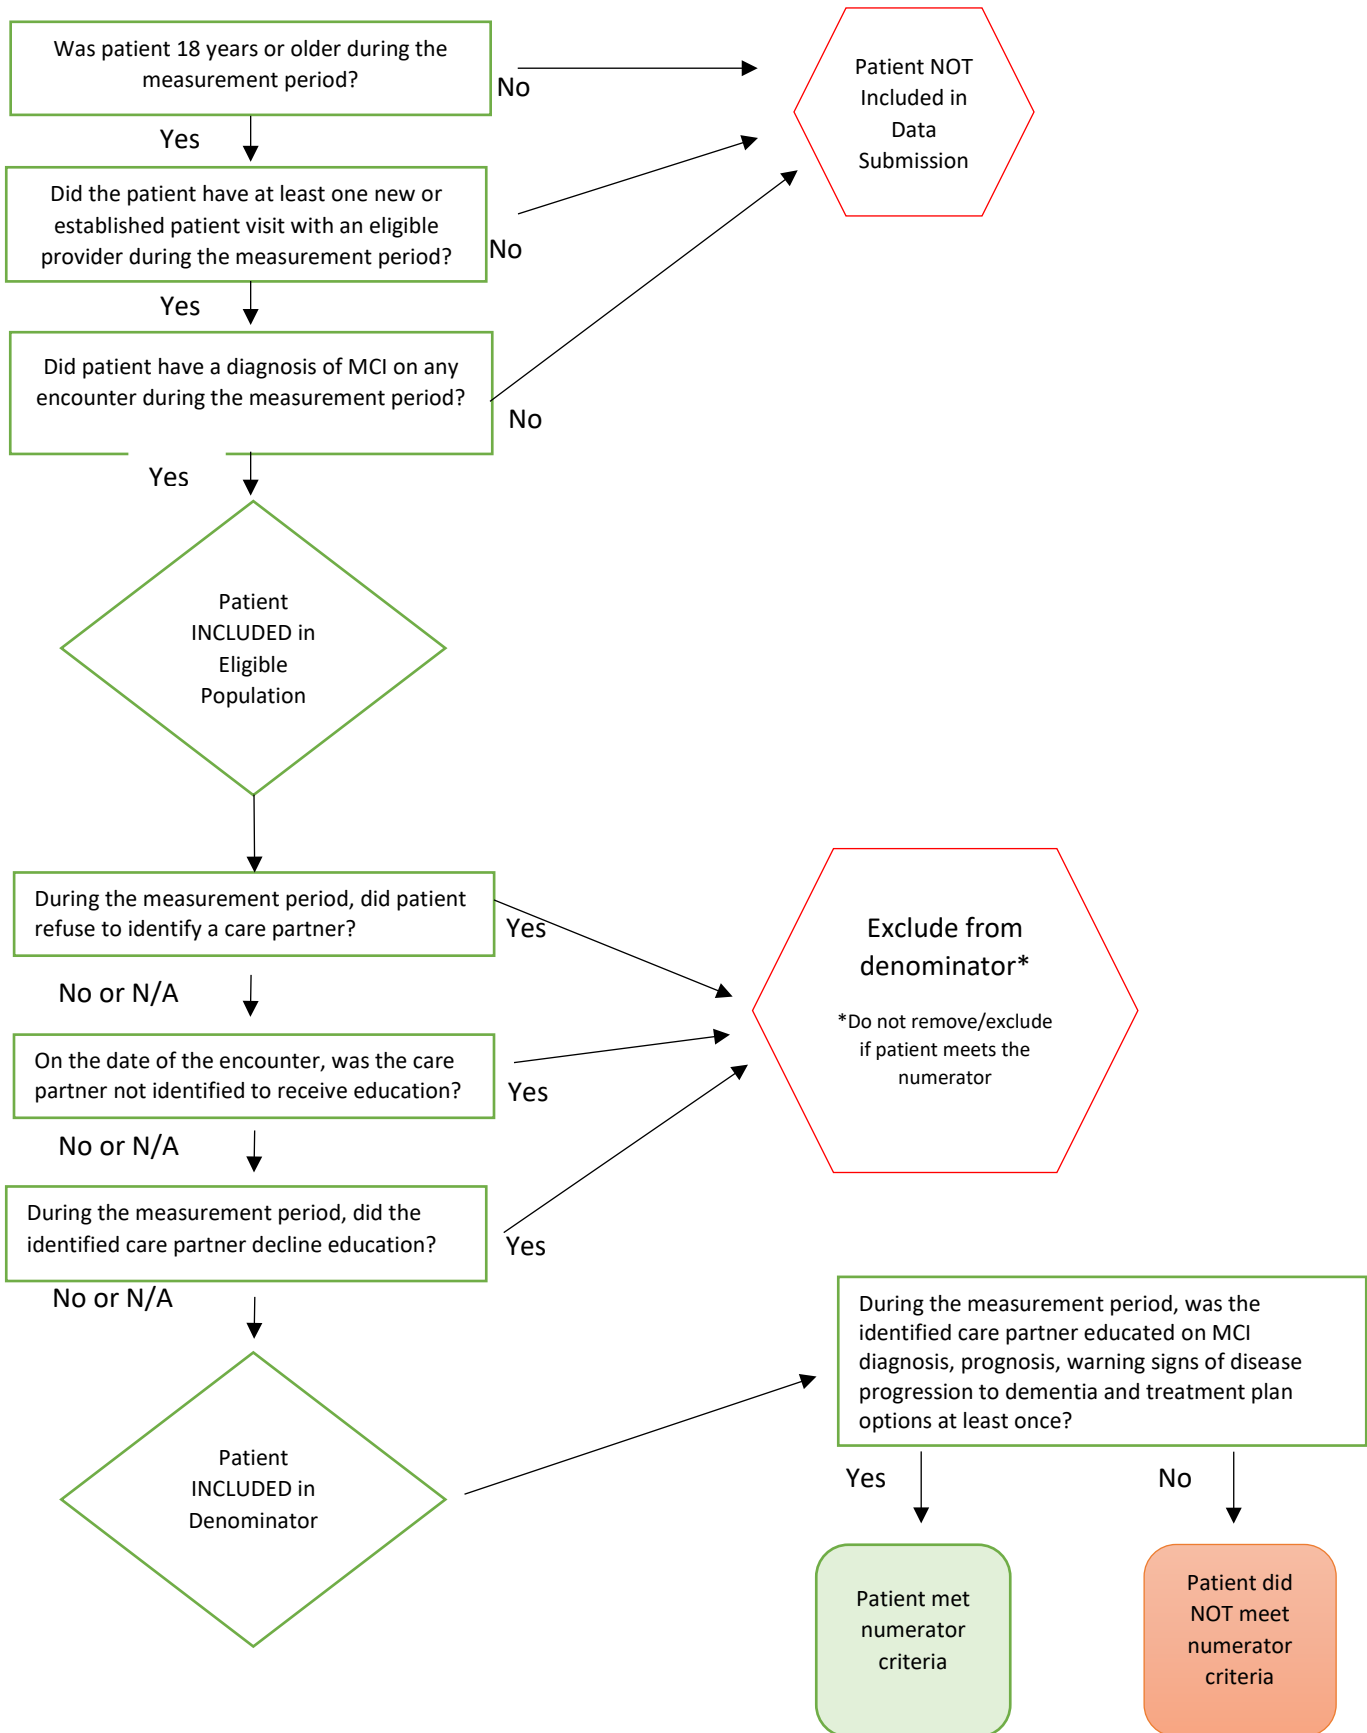 Was patient 18 years or older during the
measurement period?
No
Patient NOT
Included in
Data
Submission
Yes
Did the patient have at least one new or
established patient visit with an eligible
provider during the measurement period?
No
Yes
Did patient have a diagnosis of MCI on any
encounter during the measurement period?
No
Yes
Patient
INCLUDED in
Eligible
Population
During the measurement period, did patient
refuse to identify a care partner?
Yes
Exclude from
denominator*
*Do not remove/exclude
if patient meets the
numerator
No or N/A
On the date of the encounter, was the care
partner not identified to receive education?
Yes
No or N/A
During the measurement period, did the
identified care partner decline education?
Yes
No or N/A
Patient
INCLUDED in
Denominator
During the measurement period, was the
identified care partner educated on MCI
diagnosis, prognosis, warning signs of disease
progression to dementia and treatment plan
options at least once?
Yes
No
Patient met
numerator
criteria
Patient did
NOT meet
numerator
criteria